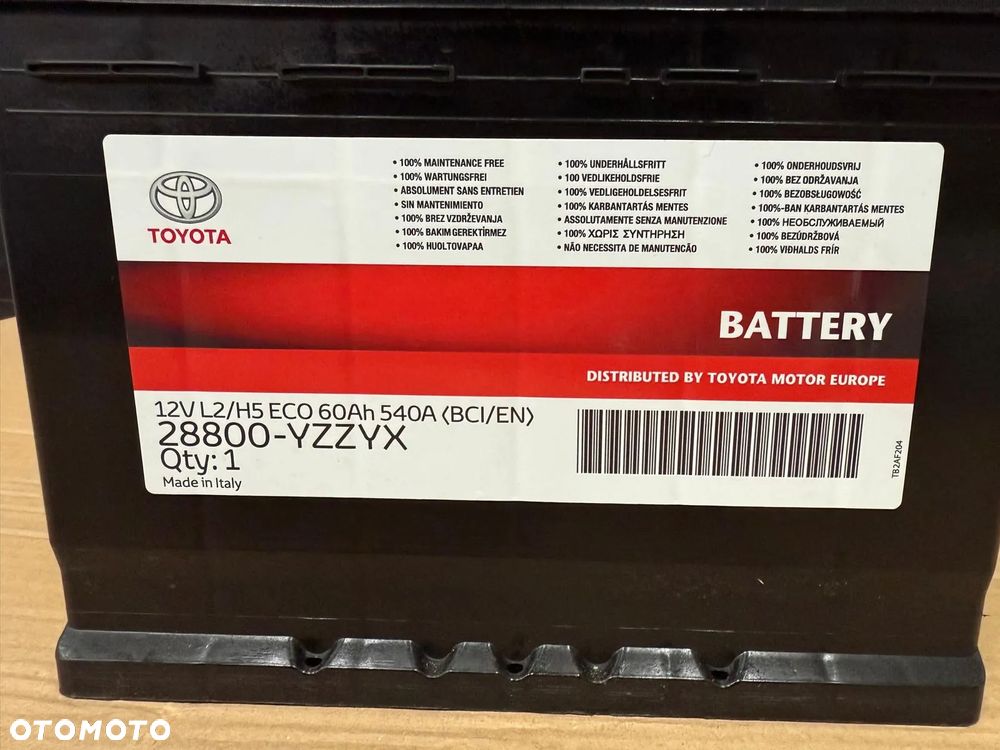 TOYOTA
• 100% MAINTENANCE FREE
• 100% WARTUNGSFREI
• ABSOLUMENT SANS ENTRETIEN
• SIN MANTENIMIENTO
• 100% BREZ VZDRŽEVANJA
• 100% BAKIM GEREKTİRMEZ
• 100% HUOLTOVAPAA
• 100% UNDERHÅLLSFRITT
• 100 VEDLIKEHOLDSFRIE
• 100% VEDLIGEHOLDELSESFRIT
• 100% KARBANTARTÁS MENTES
• ASSOLUTAMENTE SENZA MANUTENZIONE
• 100% ΧΩΡΙΣ ΣΥΝΤΗΡΗΣΗ
• NÃO NECESSITA DE MANUTENCÃO
• 100% ONDERHOUDSVRIJ
• 100% BEZ ODRŽAVANJA
• 100% BEZOBSŁUGOWOŚĆ
• 100%-BAN KARBANTARTÁS MENTES
• 100% НЕОБСЛУЖИВАЕМЫЙ
• 100% BEZÚDRŽBOVÁ
• 100% VIÐHALDS FRÍR
BATTERY
DISTRIBUTED BY TOYOTA MOTOR EUROPE
12V L2/H5 ECO 60Ah 540A (BCI/EN)
28800-YZZYX
Qty: 1
Made in Italy
TB2AF204
OTOMOTO